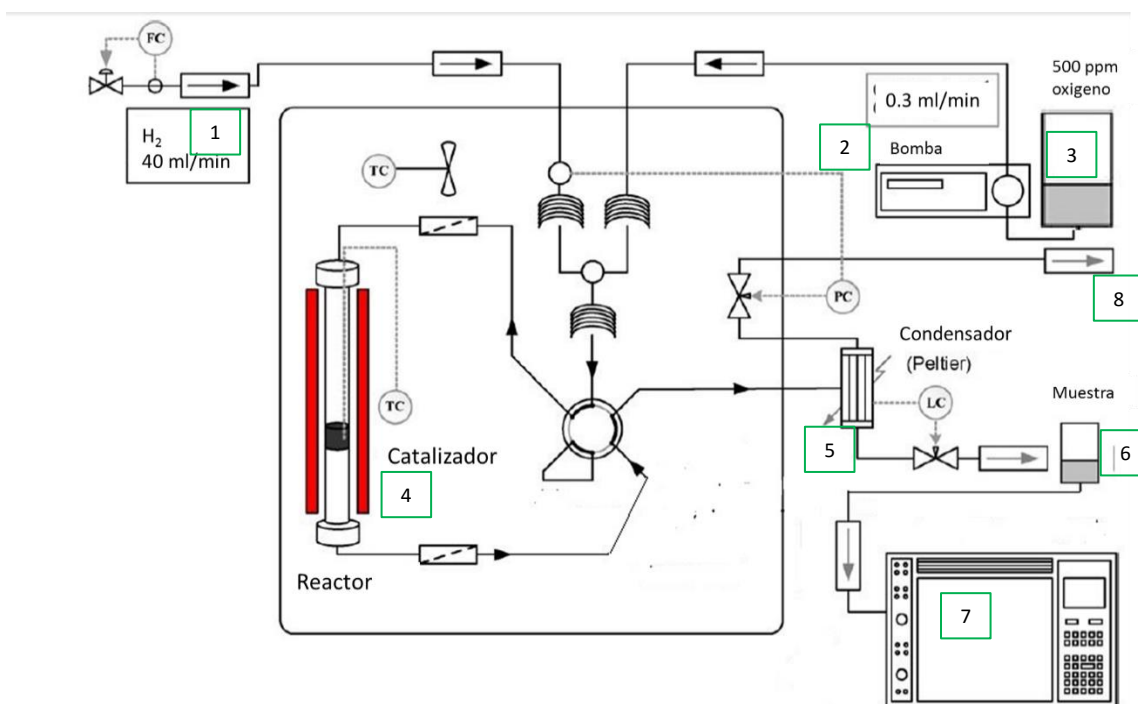 FC
H2
40 ml/min
1
0.3 ml/min
2
Bomba
500 ppm
oxigeno
3
TC
PC
8
Condensador
(Peltier)
LC
5
Muestra
6
TC
Catalizador
4
Reactor
7